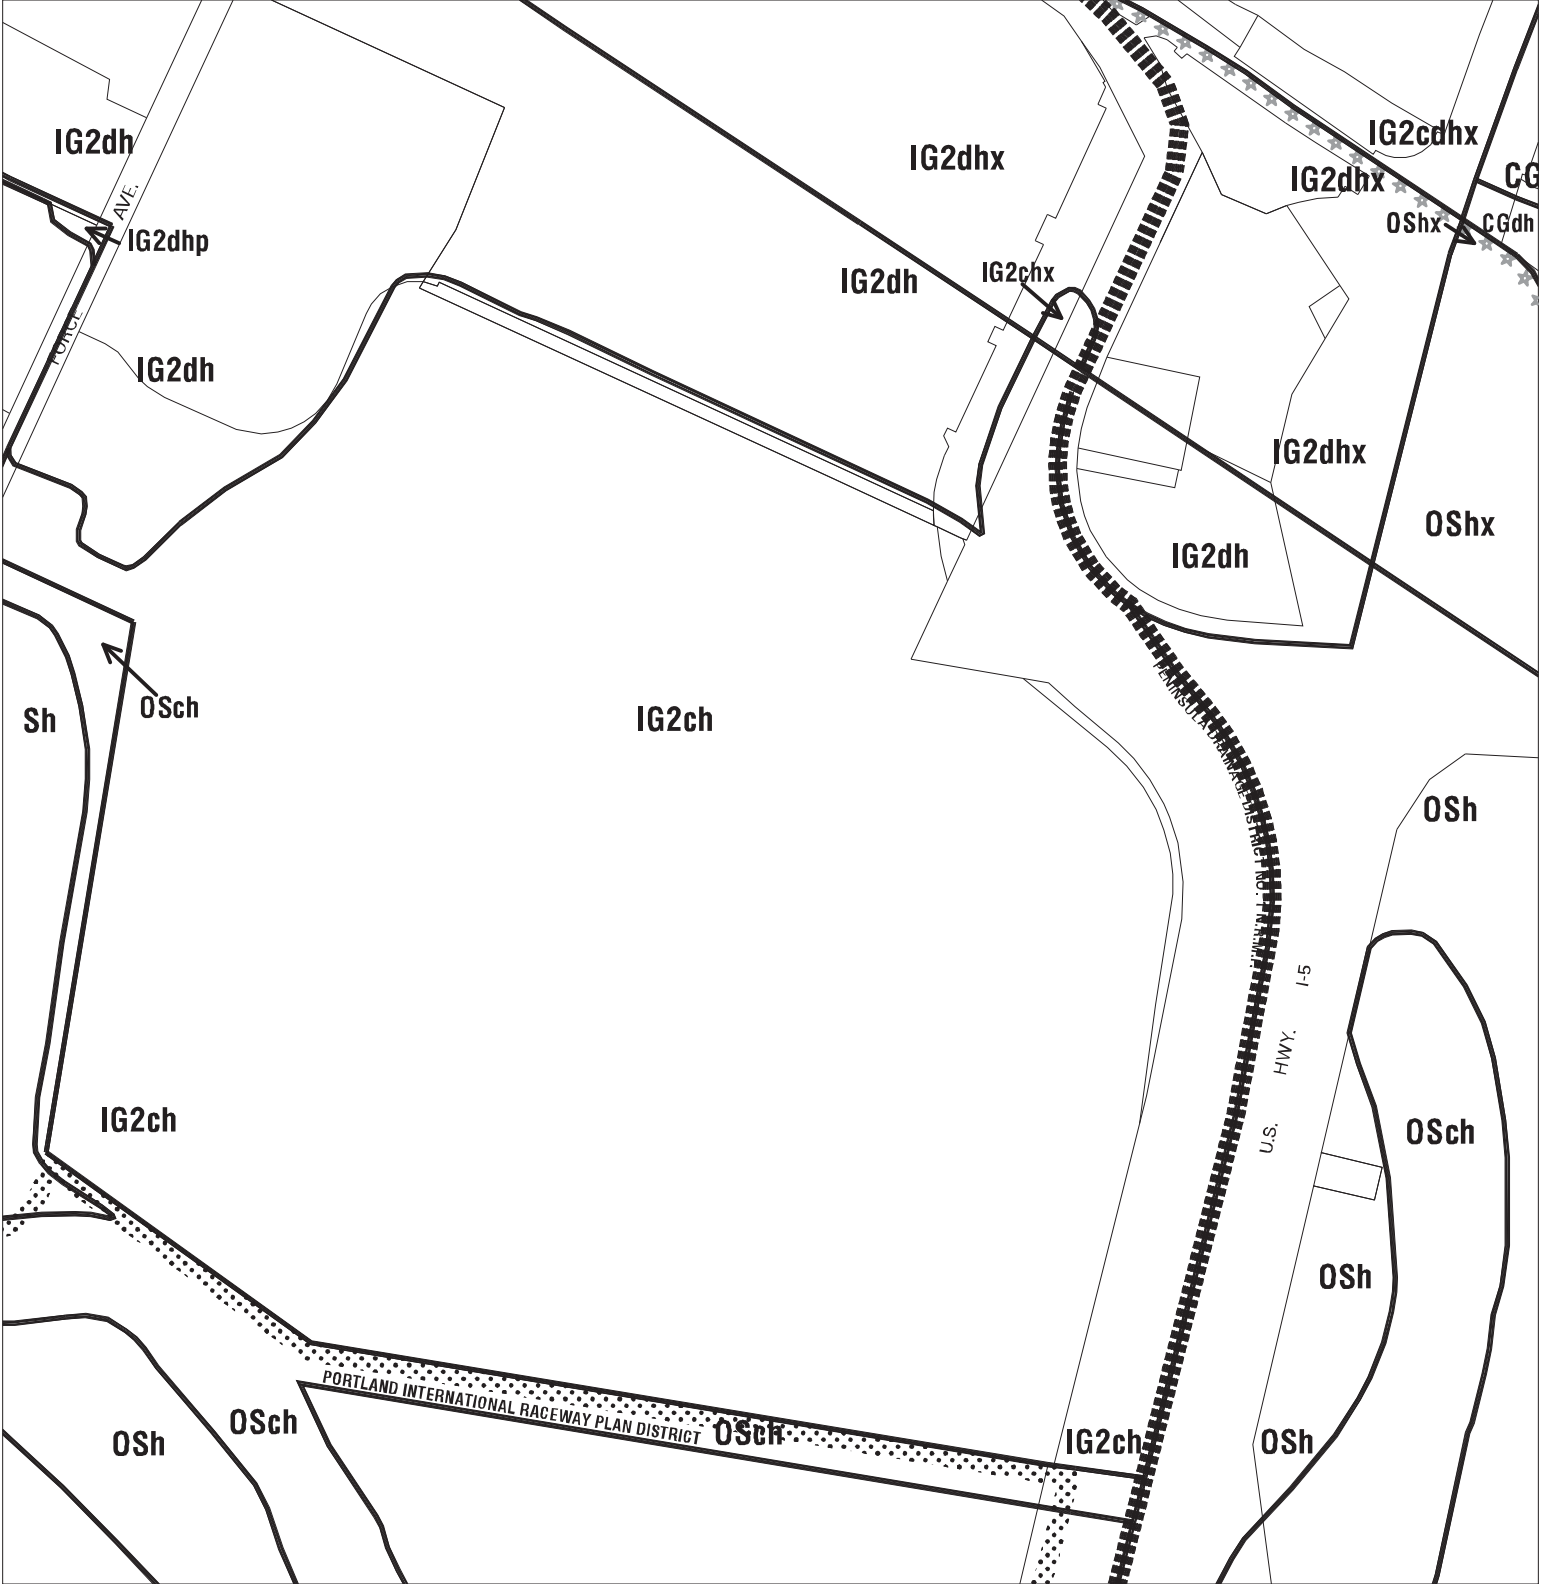 IG2dh
AVE.
IG2dhp
FORCE
IG2dh
IG2dhx
IG2dh
IG2chx
IG2cdhx
IG2dhx
CG
OShx
CGdh
IG2dhx
OShx
IG2dh
Sh
OSch
IG2ch
PENINSULA DRAINAGE DISTRICT NO. 1 N.R.M.P.
OSh
U.S. HWY. I-5
IG2ch
OSch
OSh
PORTLAND INTERNATIONAL RACEWAY PLAN DISTRICT
OSch
OSh
OSch
IG2ch
OSh